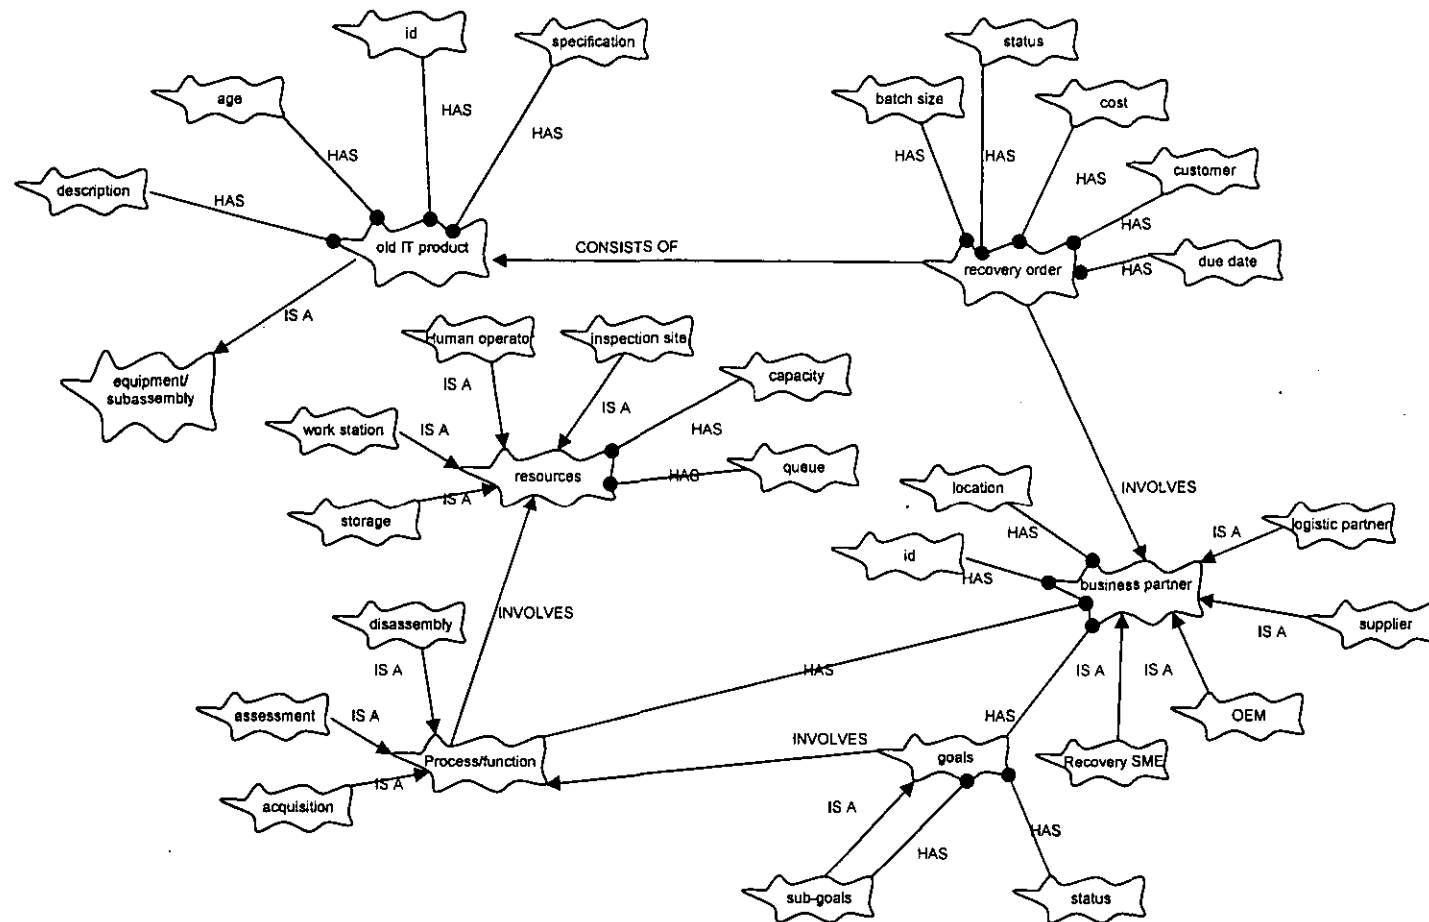 id
status
specification
age
batch size
cost
HAS
HAS
HAS
HAS
HAS
HAS
customer
description
HAS
HAS
HAS
old IT product
CONSISTS OF
recovery order
due date
HAS
IS A
Human operator
inspection site
equipment/
subassembly
capacity
IS A
IS A
work station
IS A
HAS
resources
queue
HAS
location
INVOLVES
storage
IS A
logistic partner
HAS
IS A
id
HAS
business partner
disassembly
INVOLVES
supplier
IS A
IS A
HAS
IS A
IS A
assessment
IS A
HAS
OEM
INVOLVES
Process/function
goals
Recovery SME
IS A
acquisition
IS A
HAS
HAS
sub-goals
status